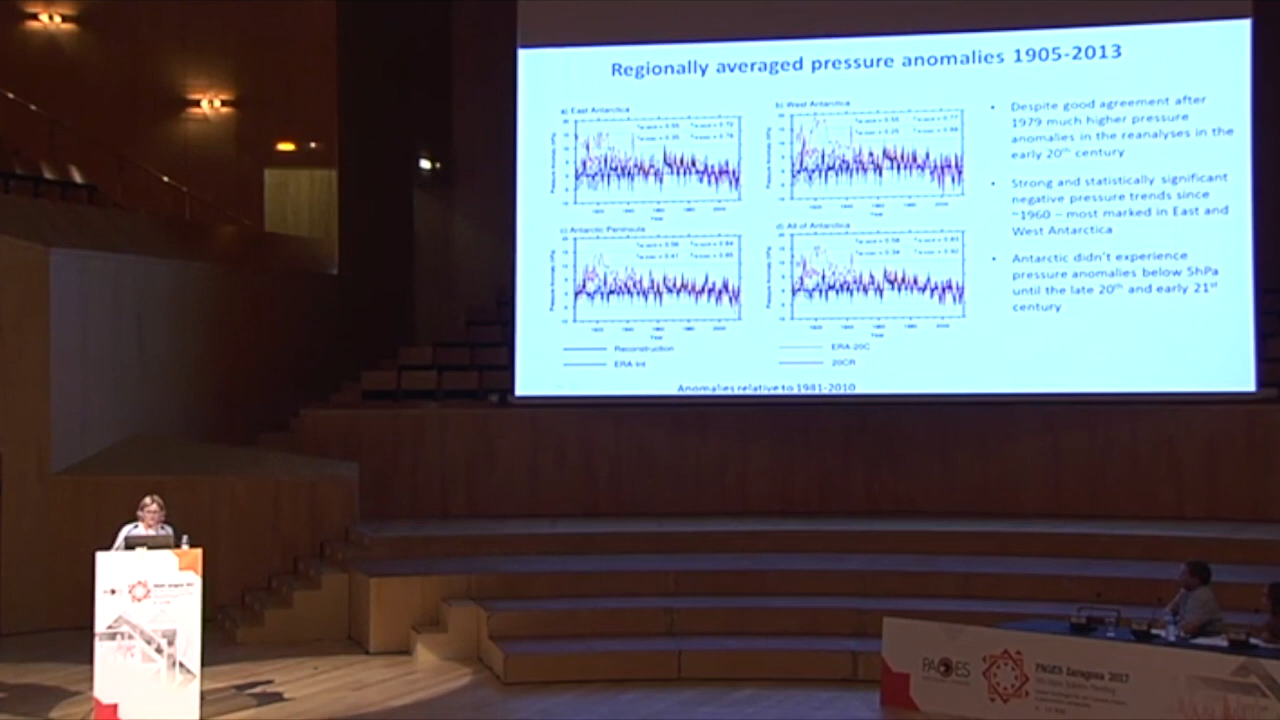 Regionally averaged pressure anomalies 1905-2013
a) East Antarctica
b) West Antarctica
c) Antarctic Peninsula
d) All of Antarctica
Year
Year
Year
Year
Reconstruction
ERA-Int
ERA-20C
20CR
Anomalies relative to 1981-2010
• Despite good agreement after
1979 much higher pressure
anomalies in the reanalyses in the
early 20th century
• Strong and statistically significant
negative pressure trends since
~1960 – most marked in East and
West Antarctica
• Antarctic didn't experience
pressure anomalies below 5hPa
until the late 20th and early 21st
century
PAGES
PAGES Zaragoza 2017